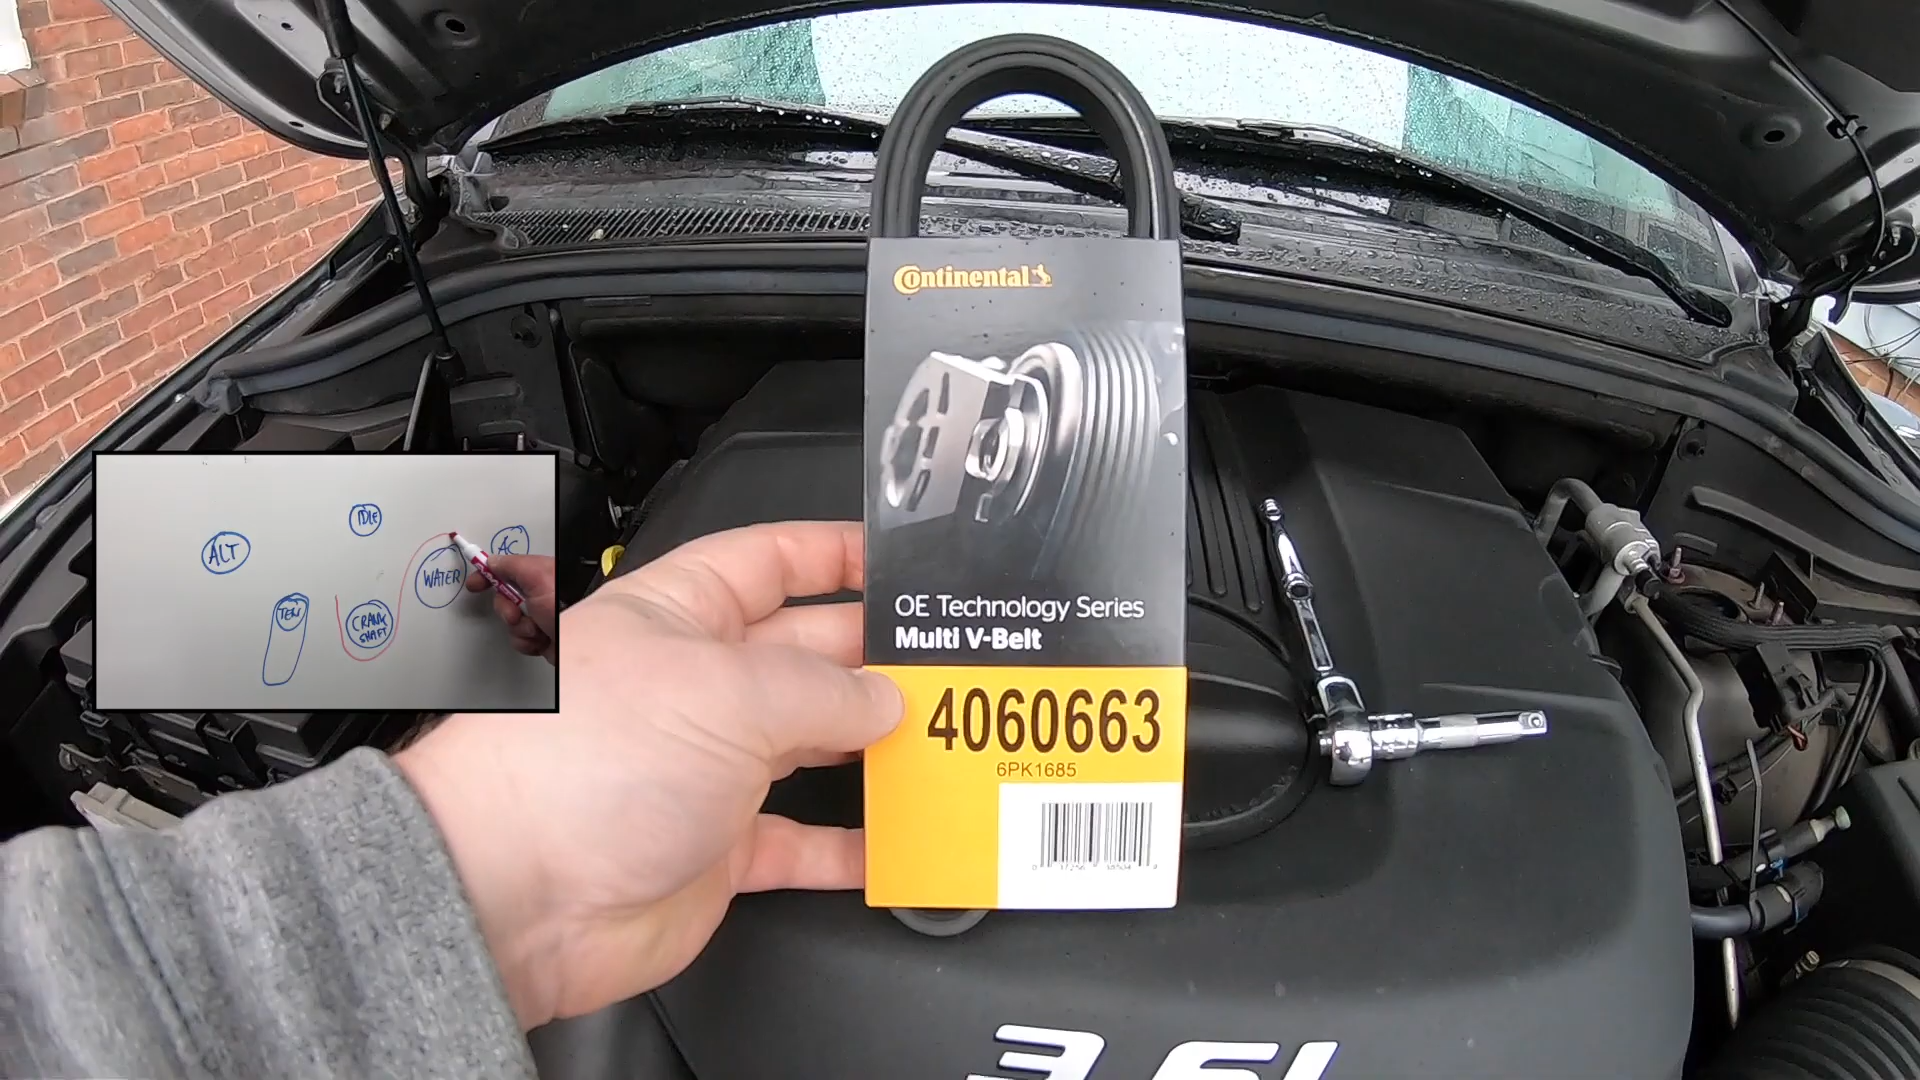 Continental
OE Technology Series
Multi V-Belt
4060663
6PK1685
IDLE
ALT
AC
WATER
TEN
CRANK
SHAFT
3.6L